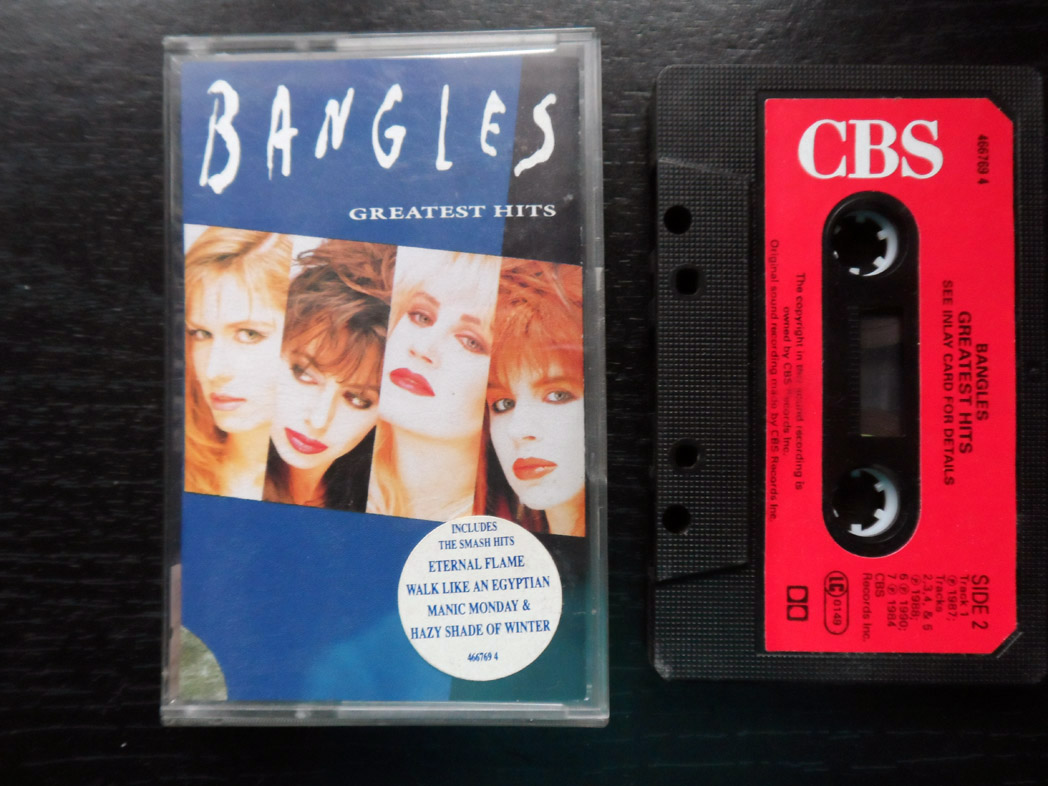 BANGLES
GREATEST HITS
INCLUDES
THE SMASH HITS
ETERNAL FLAME
WALK LIKE AN EGYPTIAN
MANIC MONDAY &
HAZY SHADE OF WINTER
466769 4
CBS
466769 4
BANGLES
GREATEST HITS
SEE INLAY CARD FOR DETAILS
The copyright in this sound recording is
owned by CBS Records Inc.
Original sound recording made by CBS Records Inc.
SIDE 2
Track 1
℗ 1987;
Tracks
2,3,4, & 5
℗ 1988;
6 ℗ 1990;
7 ℗ 1984
CBS
Records Inc.
LC 0149